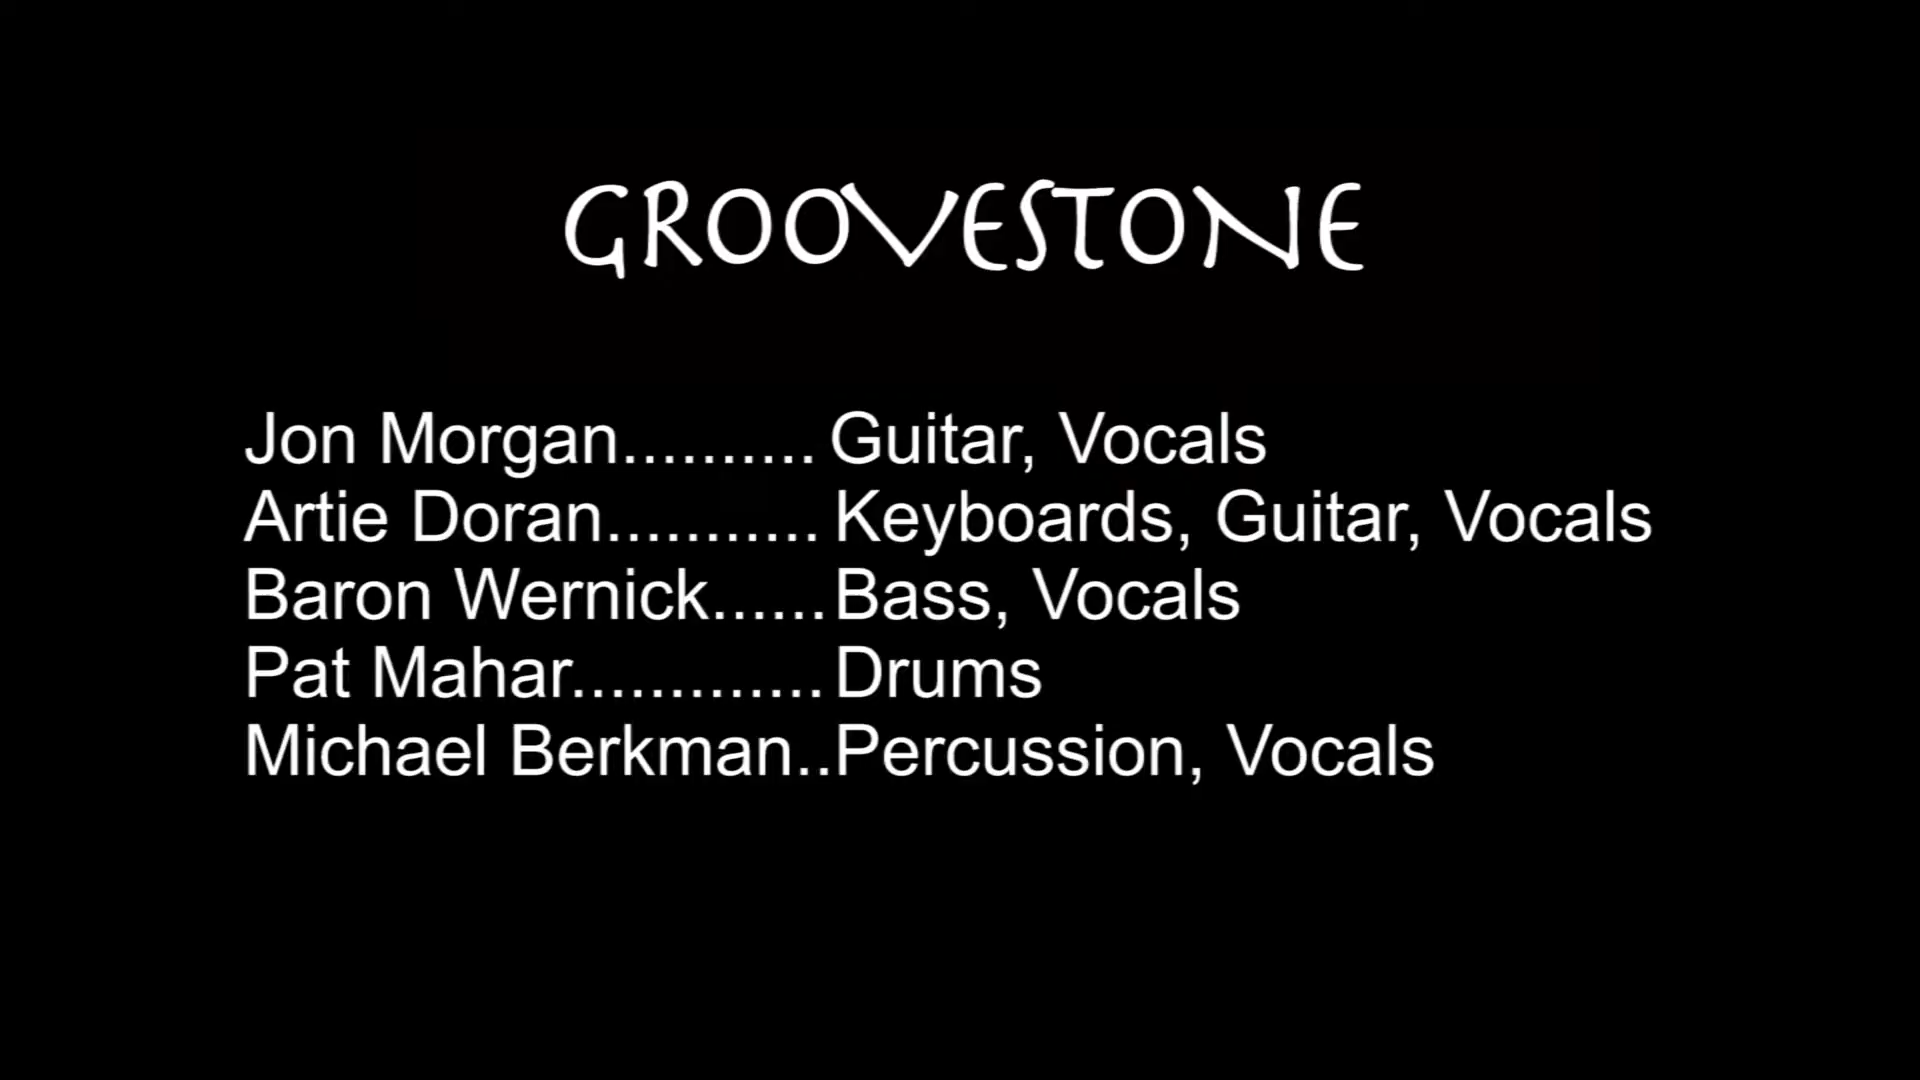 GROOVESTONE
Jon Morgan.......... Guitar, Vocals
Artie Doran........... Keyboards, Guitar, Vocals
Baron Wernick......Bass, Vocals
Pat Mahar.............Drums
Michael Berkman..Percussion, Vocals